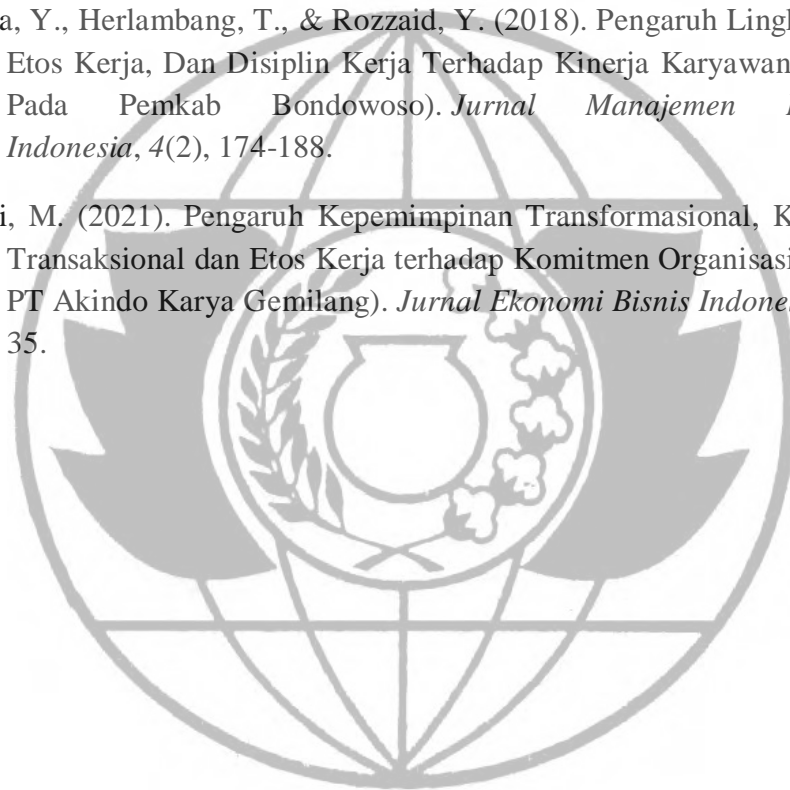 a, Y., Herlambang, T., & Rozzaid, Y. (2018). Pengaruh Lingk
Etos Kerja, Dan Disiplin Kerja Terhadap Kinerja Karyawan
Pada Pemkab Bondowoso). Jurnal Manajemen
Indonesia, 4(2), 174-188.
i, M. (2021). Pengaruh Kepemimpinan Transformasional, K
Transaksional dan Etos Kerja terhadap Komitmen Organisasi
PT Akindo Karya Gemilang). Jurnal Ekonomi Bisnis Indones
35.